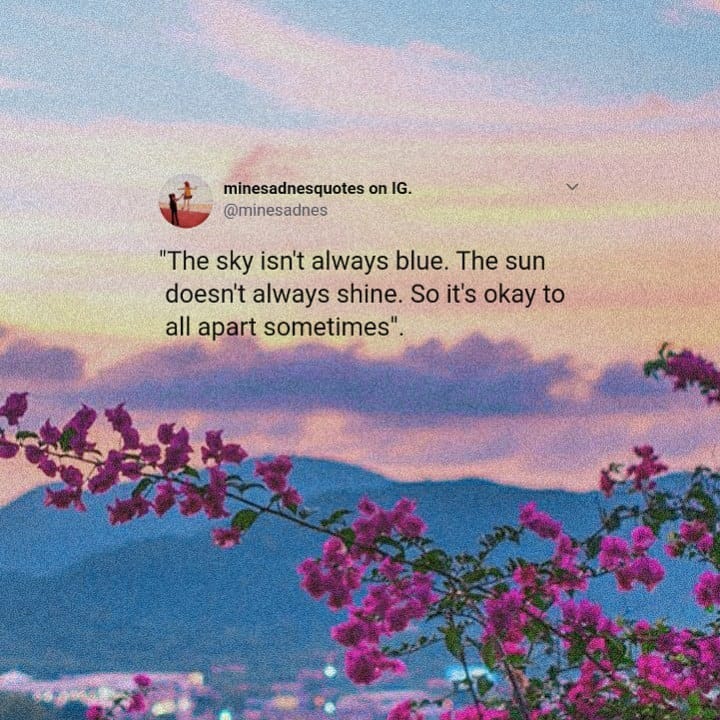 minesadnesquotes on IG.
@minesadnes
"The sky isn't always blue. The sun
doesn't always shine. So it's okay to
all apart sometimes".